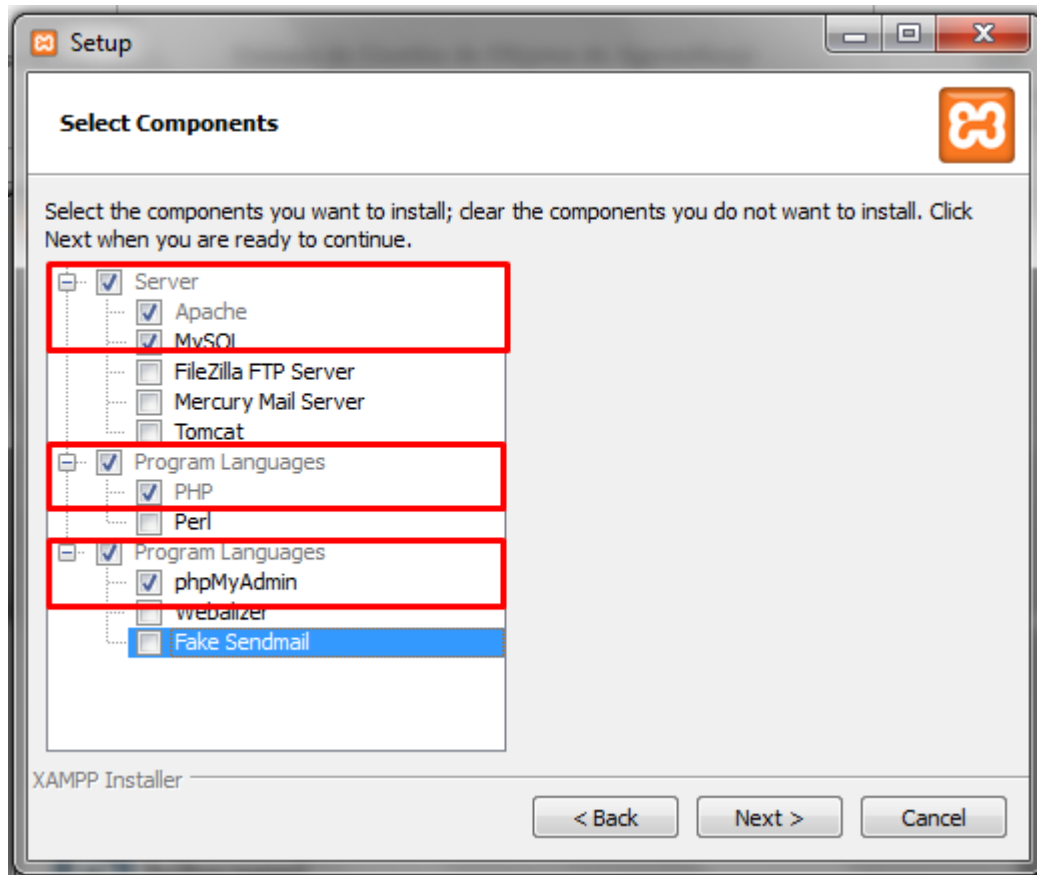 Setup
Select Components
Select the components you want to install; clear the components you do not want to install. Click
Next when you are ready to continue.
Server
Apache
MySQL
FileZilla FTP Server
Mercury Mail Server
Tomcat
Program Languages
PHP
Perl
Program Languages
phpMyAdmin
Webalizer
Fake Sendmail
XAMPP Installer
< Back
Next >
Cancel